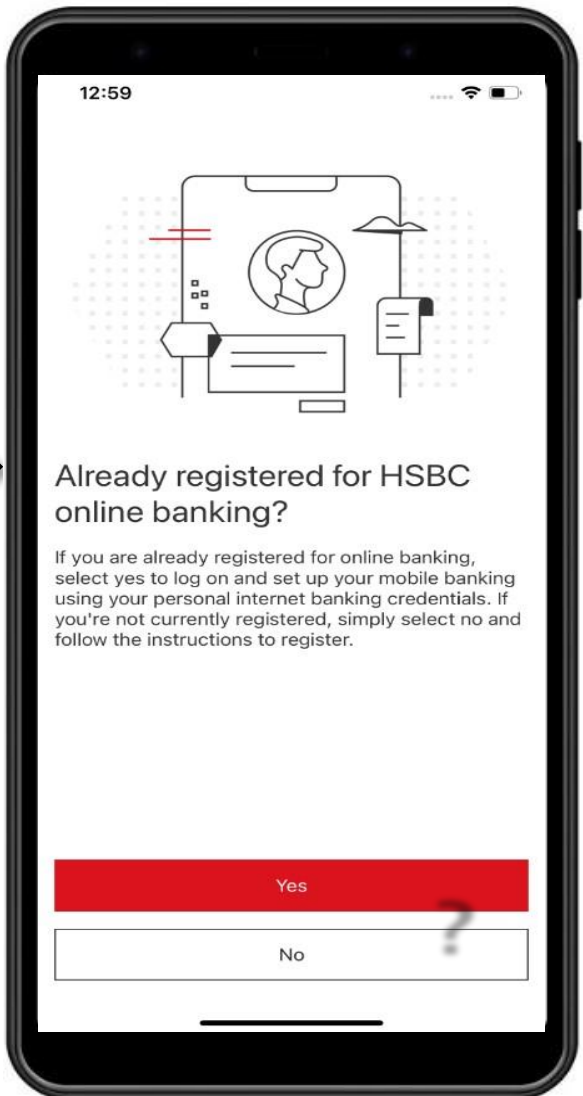 12:59
Already registered for HSBC
online banking?
If you are already registered for online banking,
select yes to log on and set up your mobile banking
using your personal internet banking credentials. If
you're not currently registered, simply select no and
follow the instructions to register.
Yes
?
No